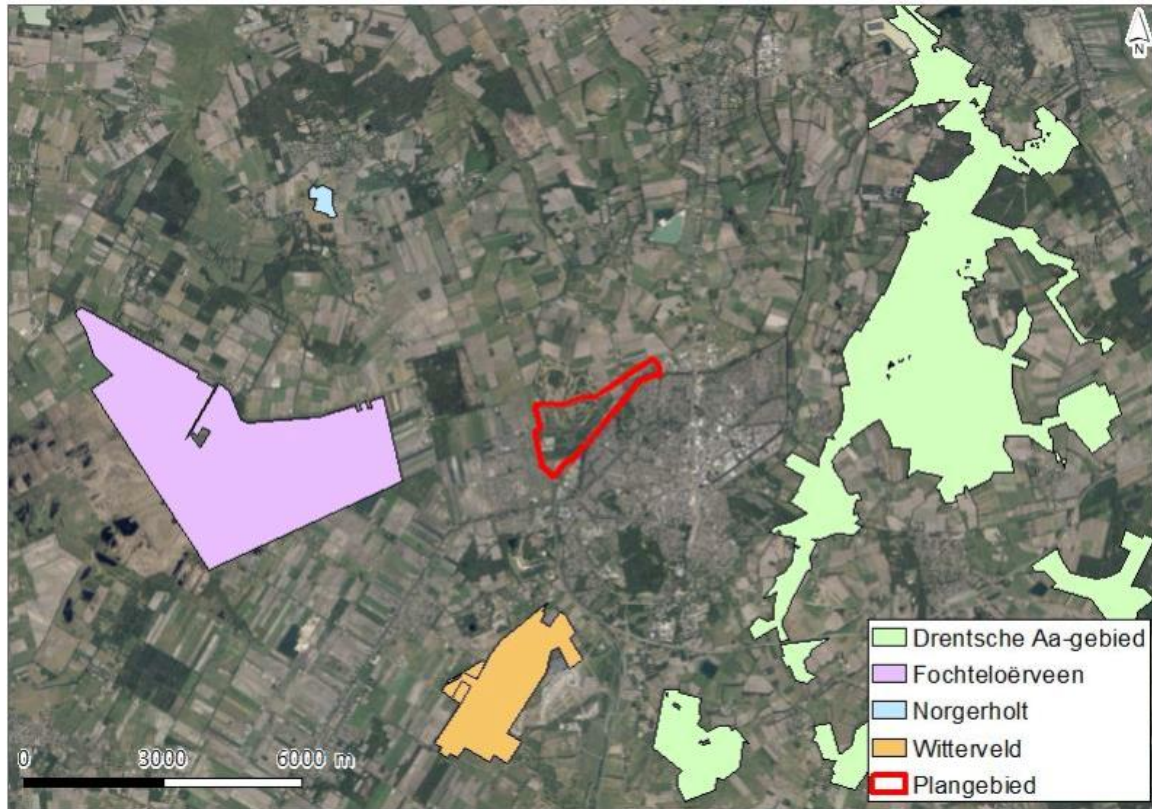 N
Drentsche Aa-gebied
Fochteloërveen
Norgerholt
Witterveld
Plangebied
0 3000 6000 m